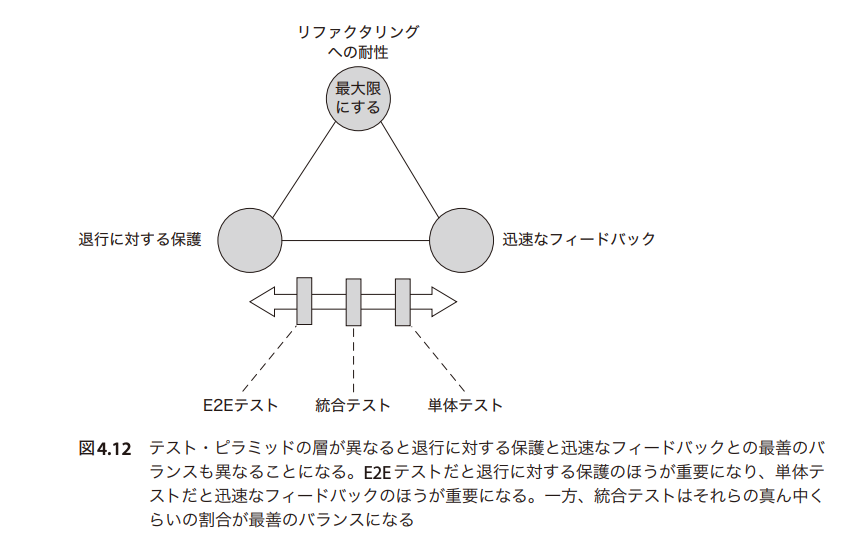 リファクタリング
への耐性
最大限
にする
退行に対する保護
迅速なフィードバック
E2Eテスト
統合テスト
単体テスト
図4.12 テスト・ピラミッドの層が異なると退行に対する保護と迅速なフィードバックとの最善のバ
ランスも異なることになる。E2Eテストだと退行に対する保護のほうが重要になり、単体テ
ストだと迅速なフィードバックのほうが重要になる。一方、統合テストはそれらの真ん中く
らいの割合が最善のバランスになる